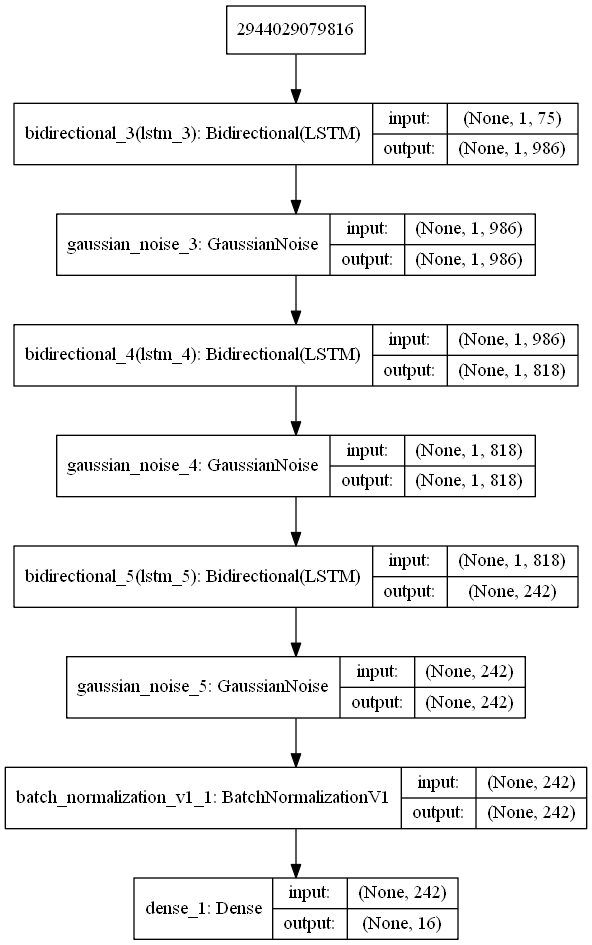 2944029079816
bidirectional_3(lstm_3): Bidirectional(LSTM)
input: (None, 1, 75)
output: (None, 1, 986)
gaussian_noise_3: GaussianNoise
input: (None, 1, 986)
output: (None, 1, 986)
bidirectional_4(lstm_4): Bidirectional(LSTM)
input: (None, 1, 986)
output: (None, 1, 818)
gaussian_noise_4: GaussianNoise
input: (None, 1, 818)
output: (None, 1, 818)
bidirectional_5(lstm_5): Bidirectional(LSTM)
input: (None, 1, 818)
output: (None, 242)
gaussian_noise_5: GaussianNoise
input: (None, 242)
output: (None, 242)
batch_normalization_v1_1: BatchNormalizationV1
input: (None, 242)
output: (None, 242)
dense_1: Dense
input: (None, 242)
output: (None, 16)